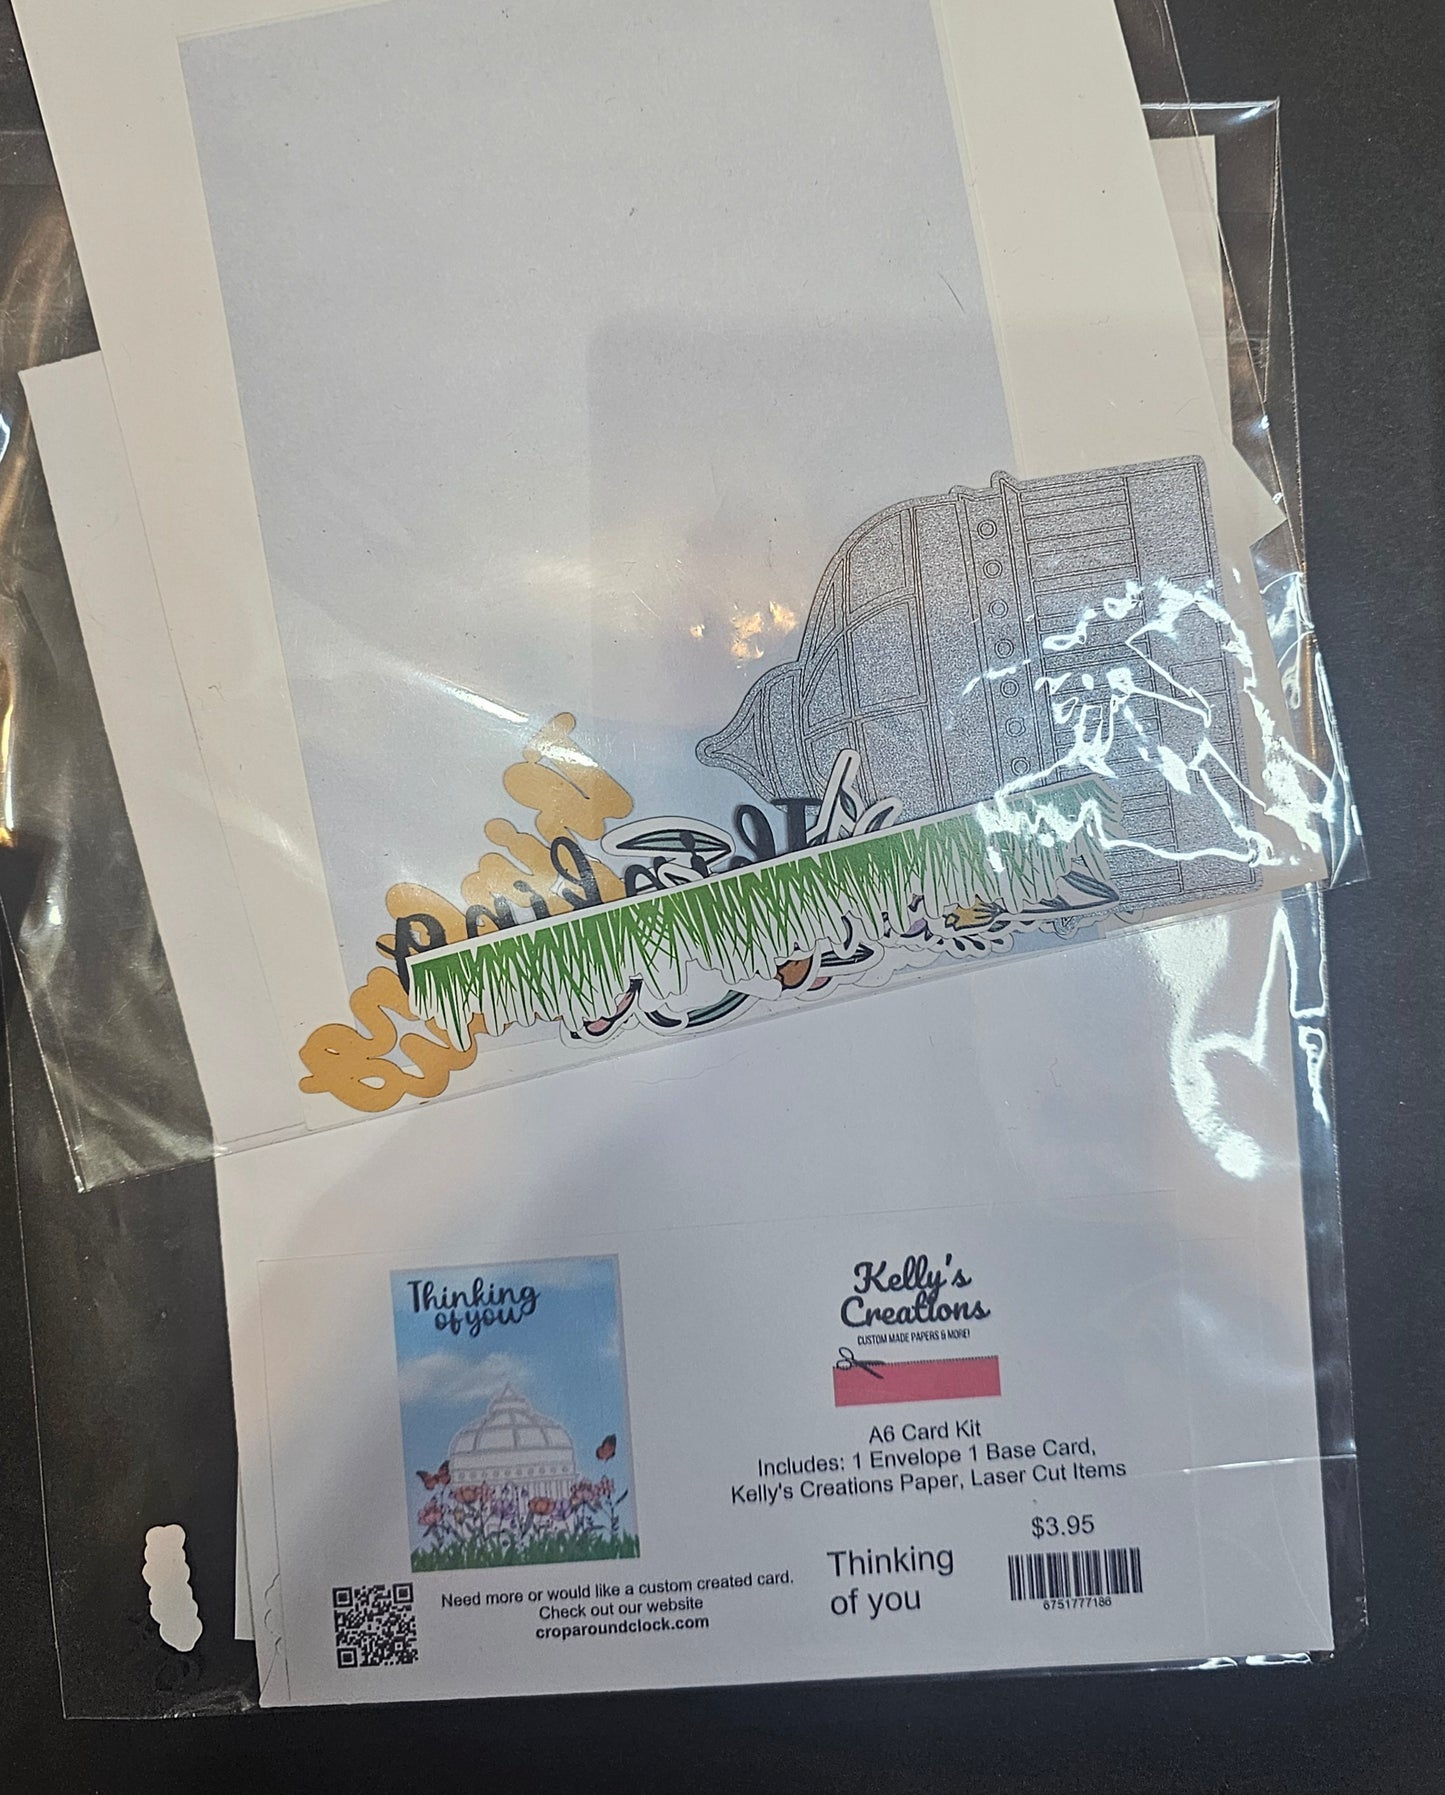 Thinking
of you
Kelly's
Creations
CUSTOM MADE PAPERS & MORE!
A6 Card Kit
Includes: 1 Envelope 1 Base Card,
Kelly's Creations Paper, Laser Cut Items
$3.95
Thinking
of you
6751777186
Need more or would like a custom created card.
Check out our website
croparoundclock.com